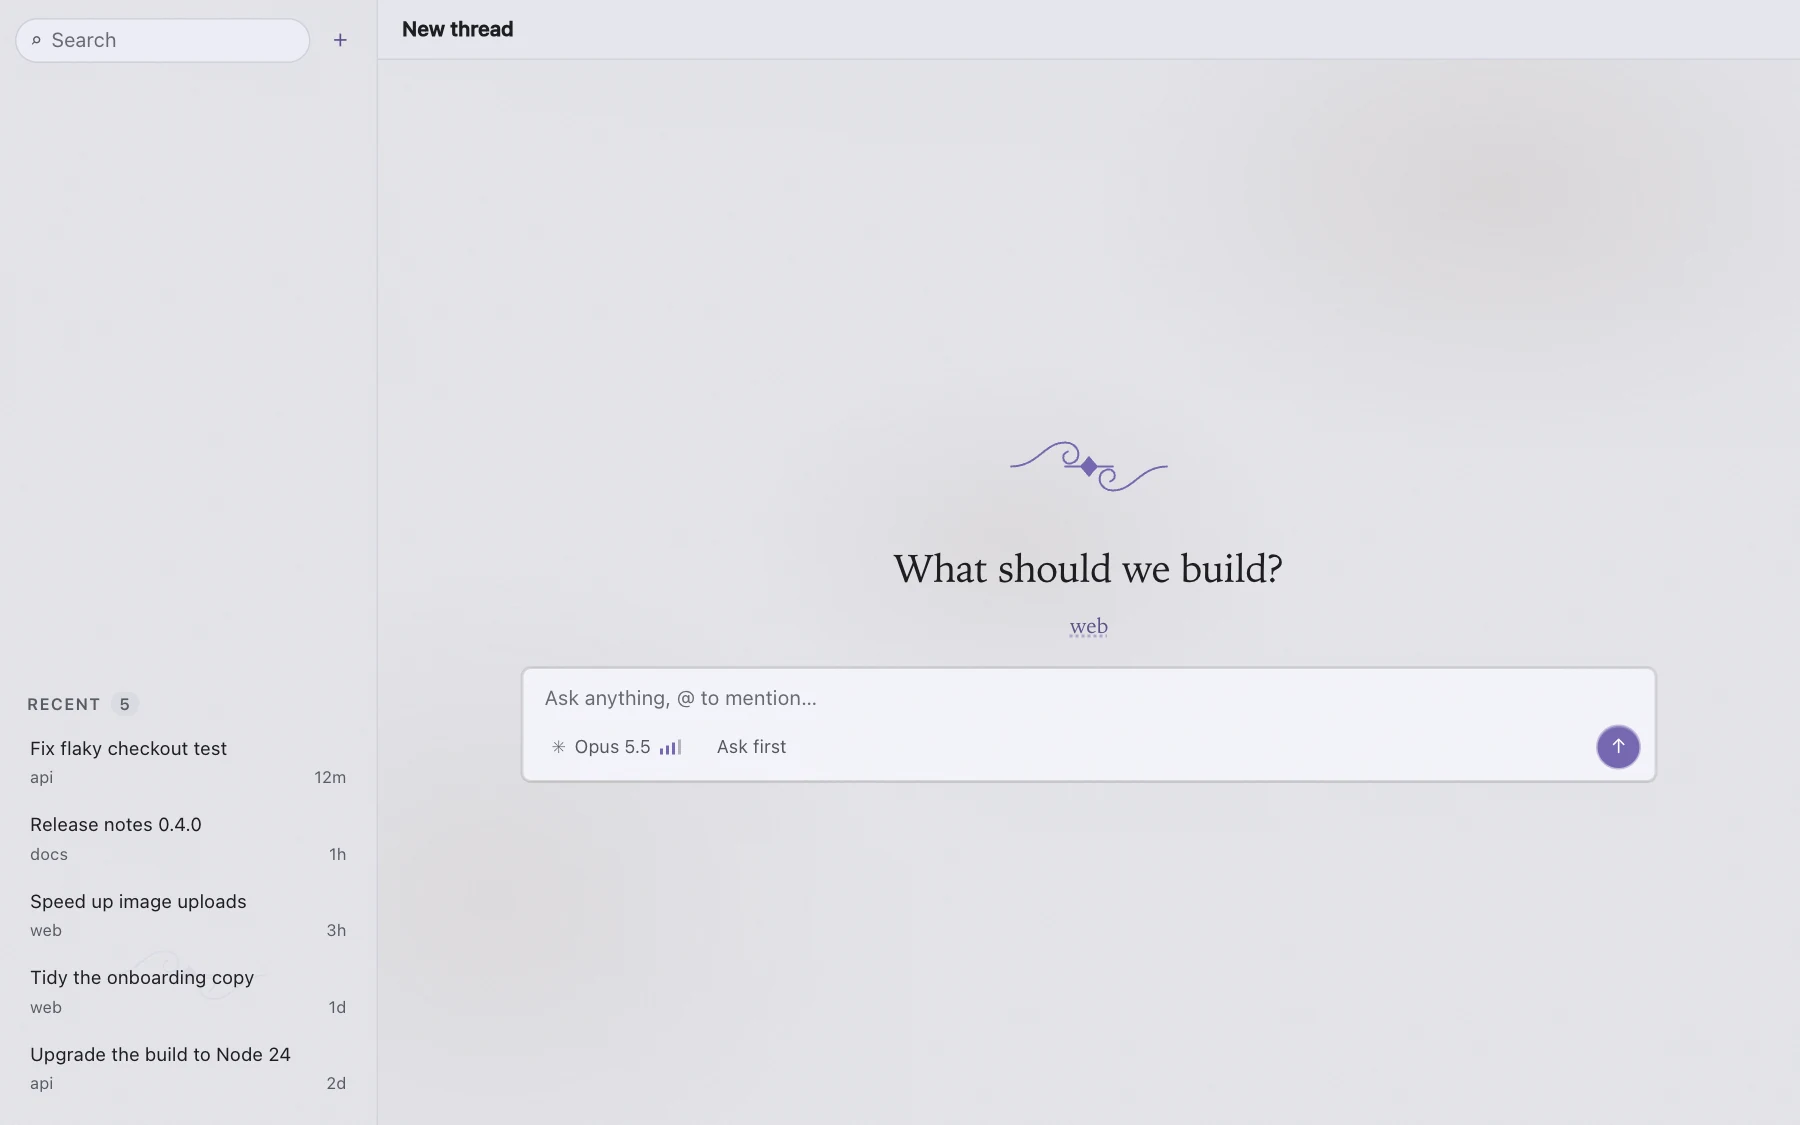 Search
+
New thread
What should we build?
web
Ask anything, @ to mention...
Opus 5.5
Ask first
RECENT 5
Fix flaky checkout test
api 12m
Release notes 0.4.0
docs 1h
Speed up image uploads
web 3h
Tidy the onboarding copy
web 1d
Upgrade the build to Node 24
api 2d